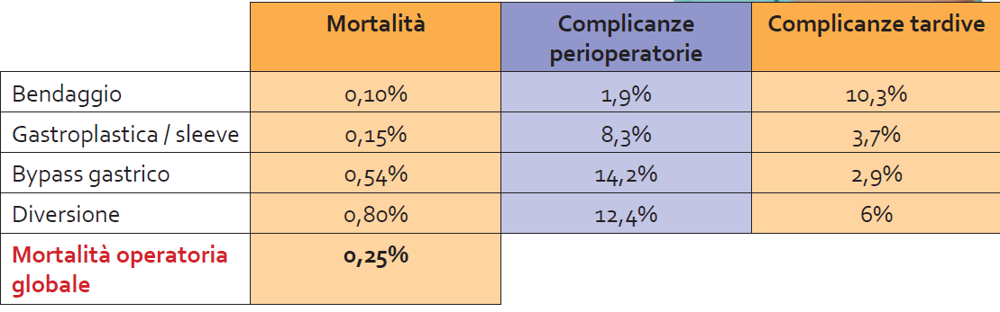 Mortalità Complicanze perioperatorie Complicanze tardive
Bendaggio 0,10% 1,9% 10,3%
Gastroplastica / sleeve 0,15% 8,3% 3,7%
Bypass gastrico 0,54% 14,2% 2,9%
Diversione 0,80% 12,4% 6%
Mortalità operatoria 0,25%
globale